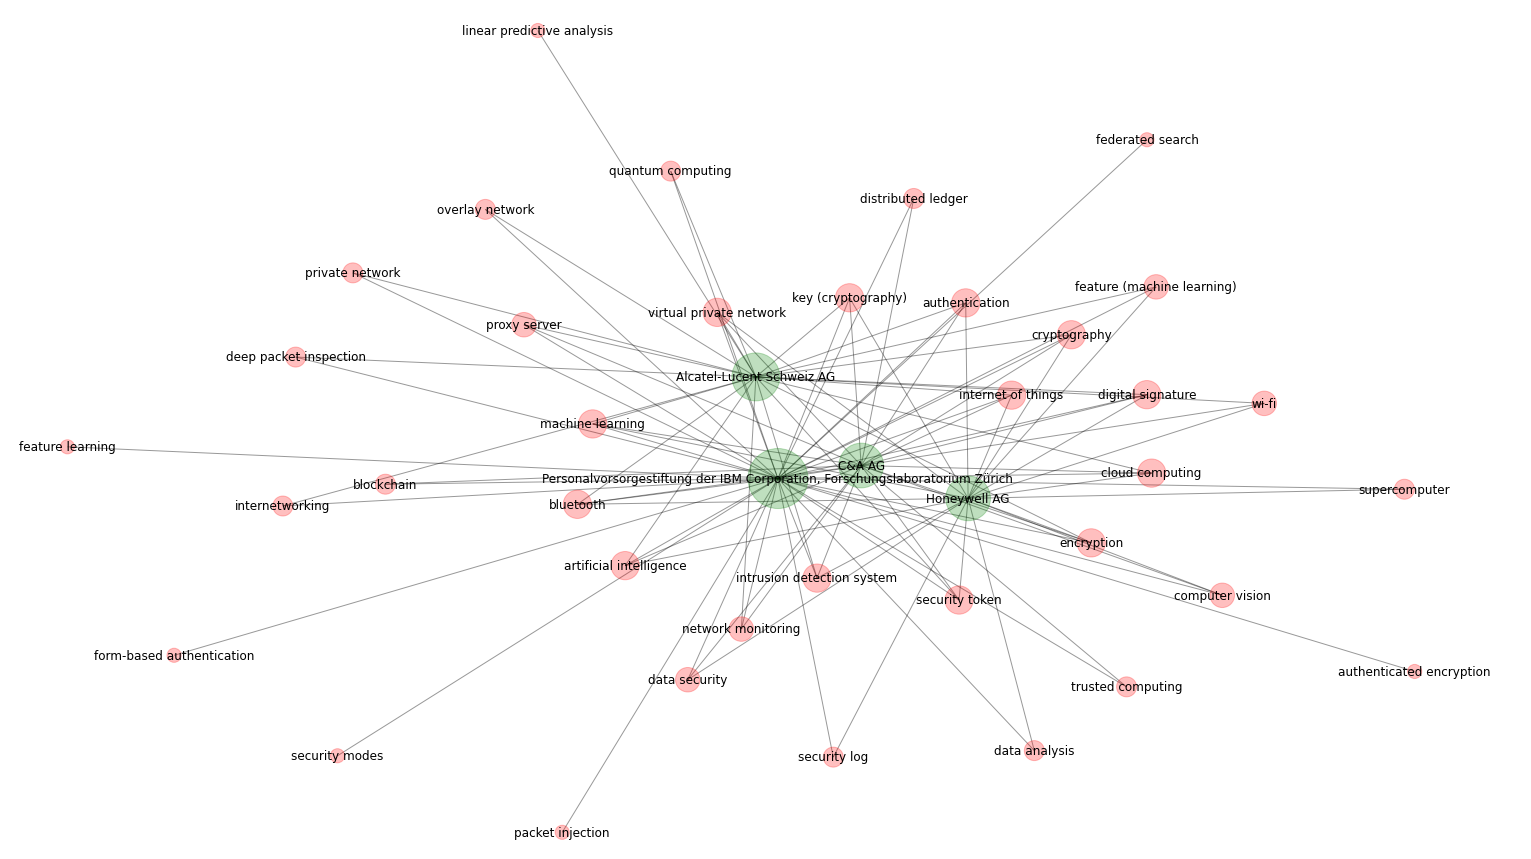 linear predictive analysis
federated search
quantum computing
distributed ledger
overlay network
private network
feature (machine learning)
key (cryptography)
authentication
virtual private network
proxy server
cryptography
deep packet inspection
Alcatel-Lucent Schweiz AG
internet of things
digital signature
wi-fi
machine learning
feature learning
C&A AG
cloud computing
Personalvorsorgestiftung der IBM Corporation, Forschungslaboratorium Zürich
blockchain
supercomputer
Honeywell AG
internetworking
bluetooth
encryption
artificial intelligence
intrusion detection system
computer vision
security token
network monitoring
form-based authentication
authenticated encryption
data security
trusted computing
data analysis
security modes
security log
packet injection